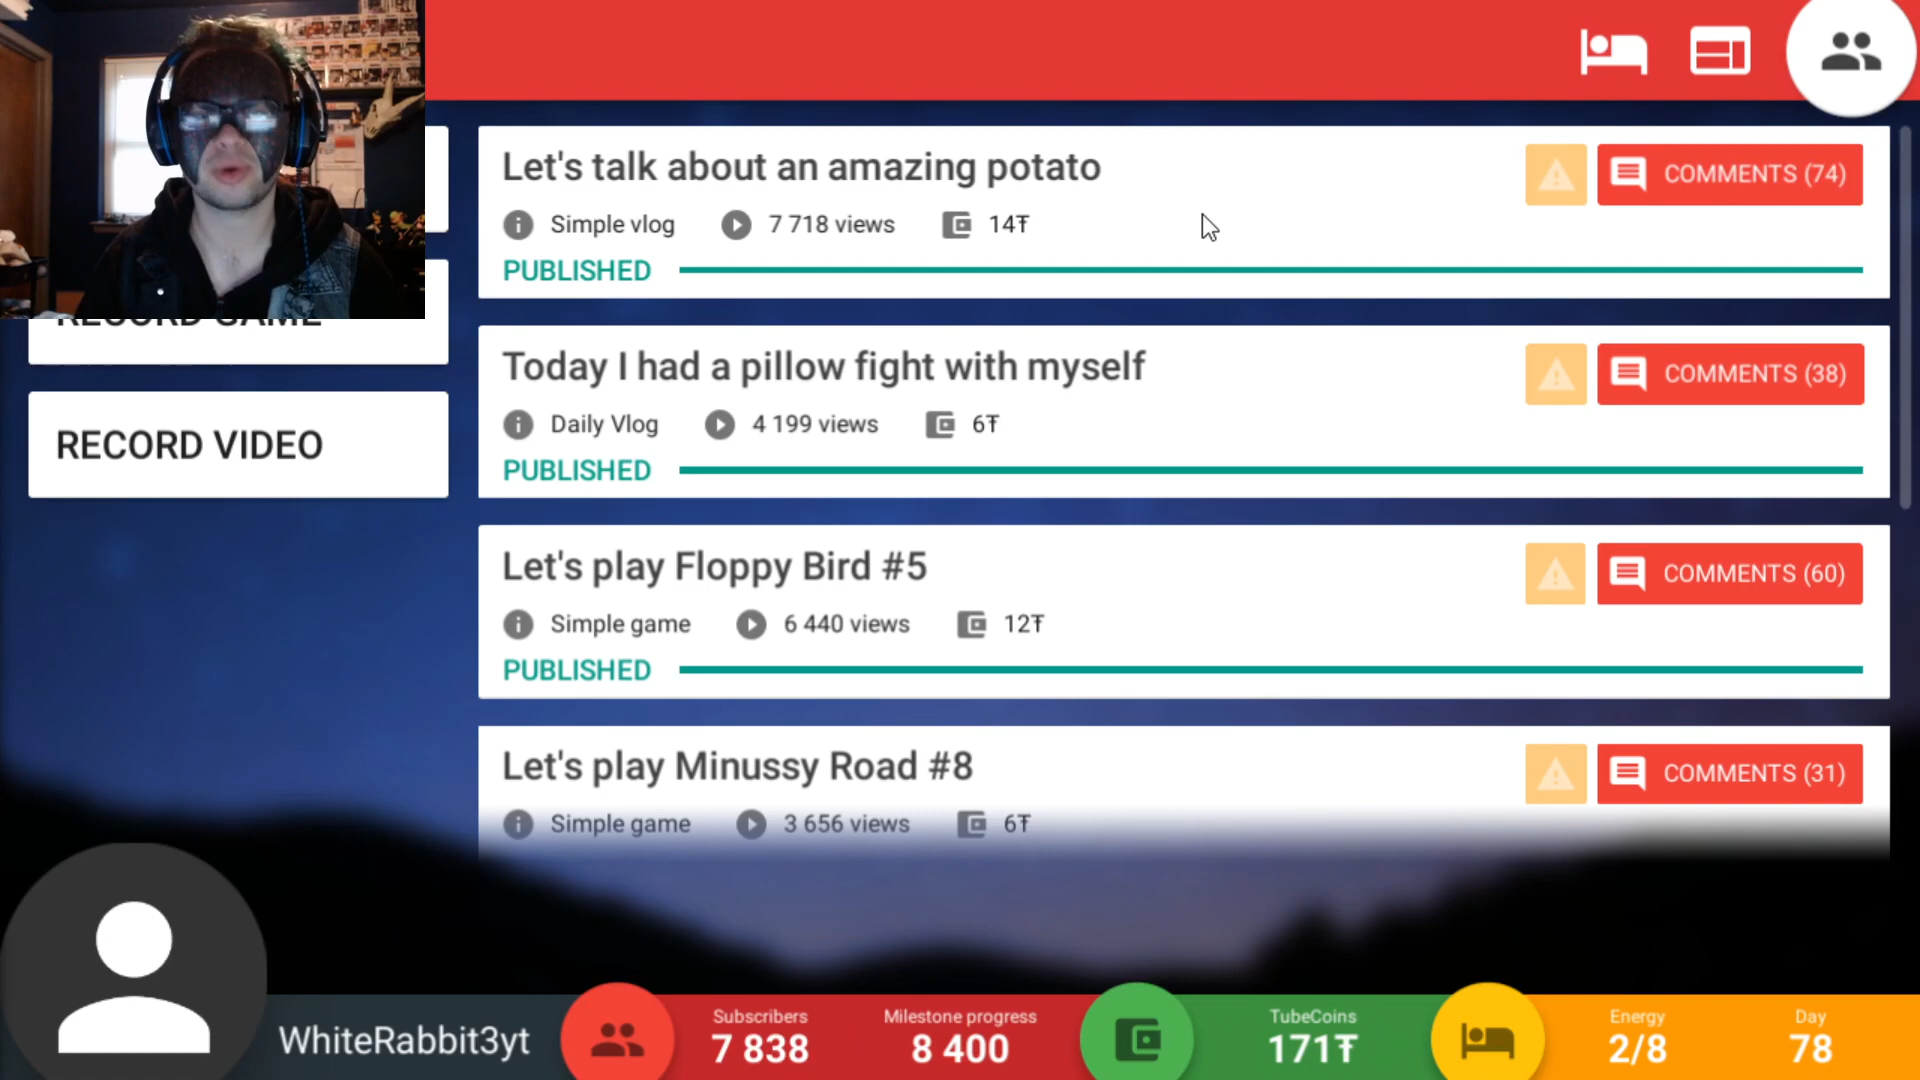 Let's talk about an amazing potato
COMMENTS (74)
Simple vlog 7 718 views 14Ŧ
PUBLISHED
RECORD GAME
Today I had a pillow fight with myself
COMMENTS (38)
Daily Vlog 4 199 views 6Ŧ
PUBLISHED
RECORD VIDEO
Let's play Floppy Bird #5
COMMENTS (60)
Simple game 6 440 views 12Ŧ
PUBLISHED
Let's play Minussy Road #8
COMMENTS (31)
Simple game 3 656 views 6Ŧ
WhiteRabbit3yt
Subscribers
7 838
Milestone progress
8 400
TubeCoins
171Ŧ
Energy
2/8
Day
78